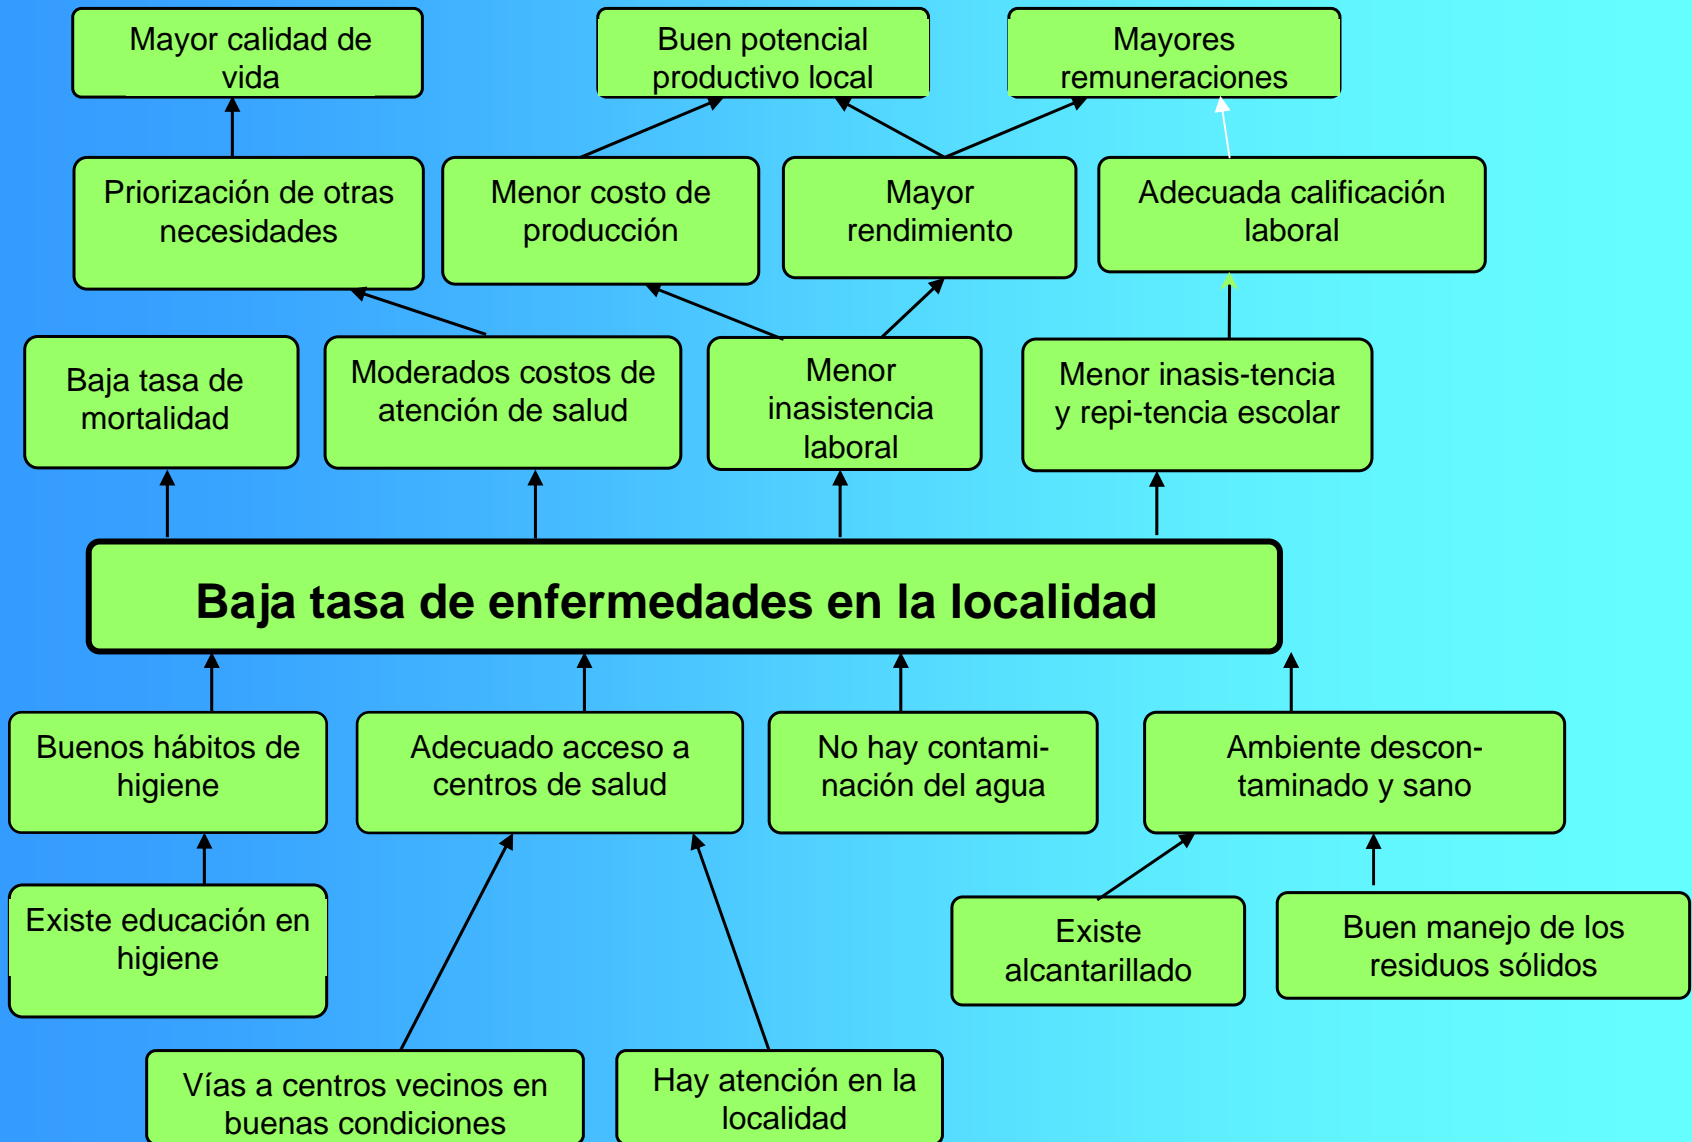 Mayor calidad de
vida
Buen potencial
productivo local
Mayores
remuneraciones
Priorización de otras
necesidades
Menor costo de
producción
Mayor
rendimiento
Adecuada calificación
laboral
Baja tasa de
mortalidad
Moderados costos de
atención de salud
Menor
inasistencia
laboral
Menor inasis-tencia
y repi-tencia escolar
Baja tasa de enfermedades en la localidad
Buenos hábitos de
higiene
Adecuado acceso a
centros de salud
No hay contami-
nación del agua
Ambiente descon-
taminado y sano
Existe educación en
higiene
Existe
alcantarillado
Buen manejo de los
residuos sólidos
Vías a centros vecinos en
buenas condiciones
Hay atención en la
localidad